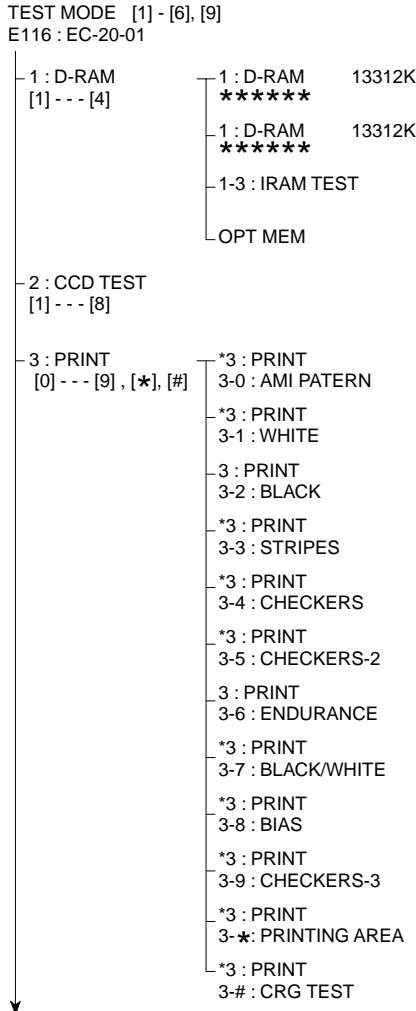 TEST MODE [1] - [6], [9]
E116 : EC-20-01
1 : D-RAM
[1] - - - [4]
1 : D-RAM 13312K
******
1 : D-RAM 13312K
******
1-3 : IRAM TEST
OPT MEM
2 : CCD TEST
[1] - - - [8]
3 : PRINT
[0] - - - [9] , [*], [#]
*3 : PRINT
3-0 : AMI PATERN
*3 : PRINT
3-1 : WHITE
3 : PRINT
3-2 : BLACK
*3 : PRINT
3-3 : STRIPES
*3 : PRINT
3-4 : CHECKERS
*3 : PRINT
3-5 : CHECKERS-2
3 : PRINT
3-6 : ENDURANCE
*3 : PRINT
3-7 : BLACK/WHITE
*3 : PRINT
3-8 : BIAS
*3 : PRINT
3-9 : CHECKERS-3
*3 : PRINT
3-*: PRINTING AREA
*3 : PRINT
3-# : CRG TEST